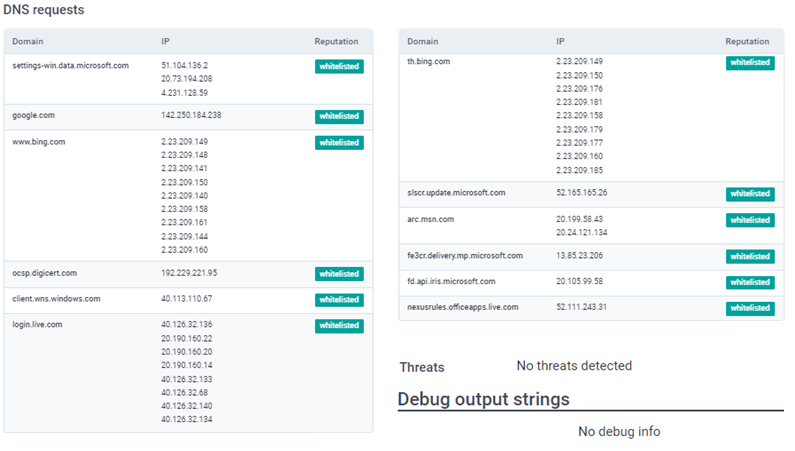 DNS requests
Domain IP Reputation
settings-win.data.microsoft.com 51.104.136.2 whitelisted
20.73.194.208
4.231.128.59
google.com 142.250.184.238 whitelisted
www.bing.com 2.23.209.149 whitelisted
2.23.209.148
2.23.209.141
2.23.209.150
2.23.209.140
2.23.209.158
2.23.209.161
2.23.209.144
2.23.209.160
ocsp.digicert.com 192.229.221.95 whitelisted
client.wns.windows.com 40.113.110.67 whitelisted
login.live.com 40.126.32.136 whitelisted
20.190.160.22
20.190.160.20
20.190.160.14
40.126.32.133
40.126.32.68
40.126.32.140
40.126.32.134
Domain IP Reputation
th.bing.com 2.23.209.149 whitelisted
2.23.209.150
2.23.209.176
2.23.209.181
2.23.209.158
2.23.209.179
2.23.209.177
2.23.209.160
2.23.209.185
slscr.update.microsoft.com 52.165.165.26 whitelisted
arc.msn.com 20.199.58.43 whitelisted
20.24.121.134
fe3cr.delivery.mp.microsoft.com 13.85.23.206 whitelisted
fd.api.iris.microsoft.com 20.105.99.58 whitelisted
nexusrules.officeapps.live.com 52.111.243.31 whitelisted
Threats No threats detected
Debug output strings
No debug info